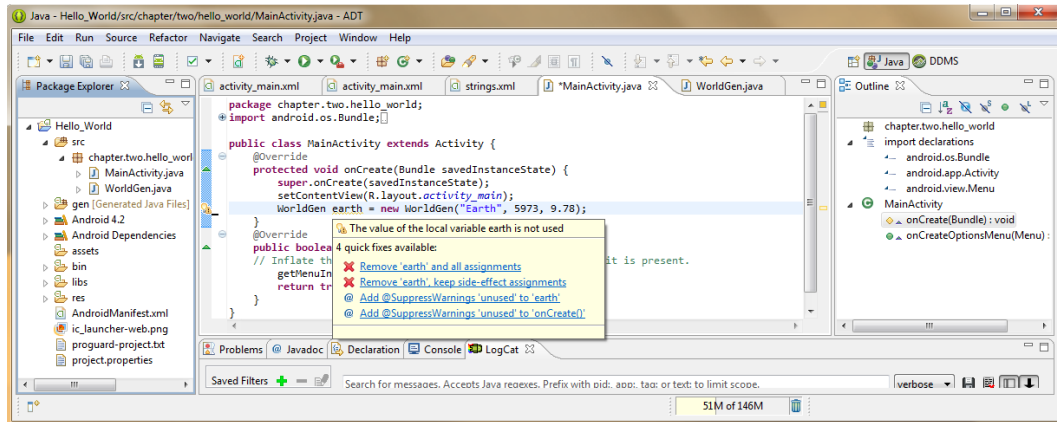 Java - Hello_World/src/chapter/two/hello_world/MainActivity.java - ADT
File Edit Run Source Refactor Navigate Search Project Window Help
Java DDMS
Package Explorer
activity_main.xml activity_main.xml strings.xml *MainActivity.java WorldGen.java
Outline
Hello_World
src
chapter.two.hello_worl
MainActivity.java
WorldGen.java
gen [Generated Java Files]
Android 4.2
Android Dependencies
assets
bin
libs
res
AndroidManifest.xml
ic_launcher-web.png
proguard-project.txt
project.properties
package chapter.two.hello_world;
import android.os.Bundle;
public class MainActivity extends Activity {
@Override
protected void onCreate(Bundle savedInstanceState) {
super.onCreate(savedInstanceState);
setContentView(R.layout.activity_main);
WorldGen earth = new WorldGen("Earth", 5973, 9.78);
}
@Override
public boolea
// Inflate th
it is present.
getMenuIn
return tr
}
}
The value of the local variable earth is not used
4 quick fixes available:
Remove 'earth' and all assignments
Remove 'earth', keep side-effect assignments
@ Add @SuppressWarnings 'unused' to 'earth'
@ Add @SuppressWarnings 'unused' to 'onCreate()'
chapter.two.hello_world
import declarations
android.os.Bundle
android.app.Activity
android.view.Menu
MainActivity
onCreate(Bundle) : void
onCreateOptionsMenu(Menu) :
Problems @ Javadoc Declaration Console LogCat
Saved Filters
Search for messages. Accepts Java regexes. Prefix with pid:, app:, tag: or text: to limit scope.
verbose
51M of 146M